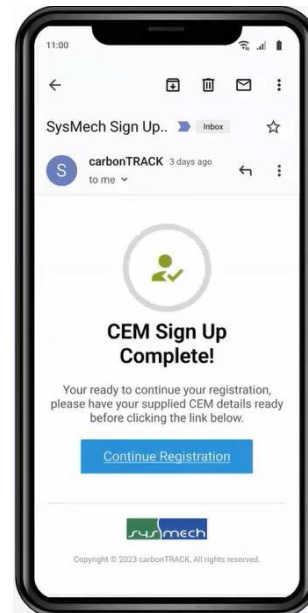 11:00
SysMech Sign Up.. Inbox
S
carbonTRACK 3 days ago
to me
CEM Sign Up
Complete!
Your ready to continue your registration,
please have your supplied CEM details ready
before clicking the link below.
Continue Registration
sys mech
Copyright © 2023 carbonTRACK, All rights reserved.